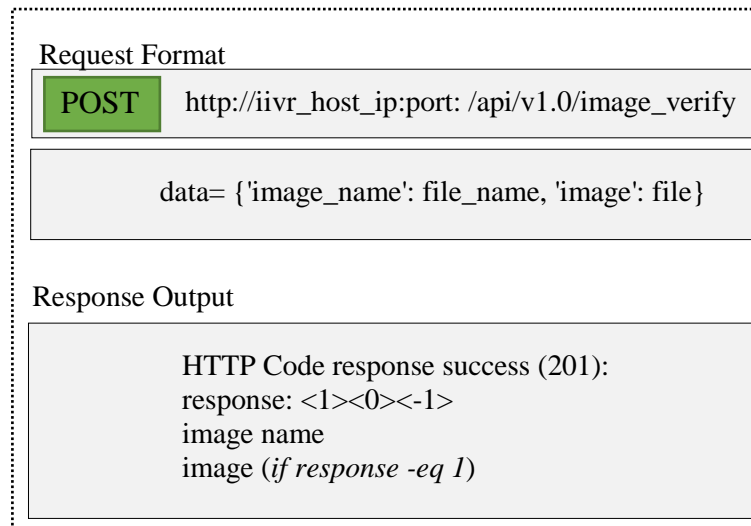 Request Format
POST http://iivr_host_ip:port: /api/v1.0/image_verify
data= {'image_name': file_name, 'image': file}
Response Output
HTTP Code response success (201):
response: <1><0><-1>
image name
image (if response -eq 1)